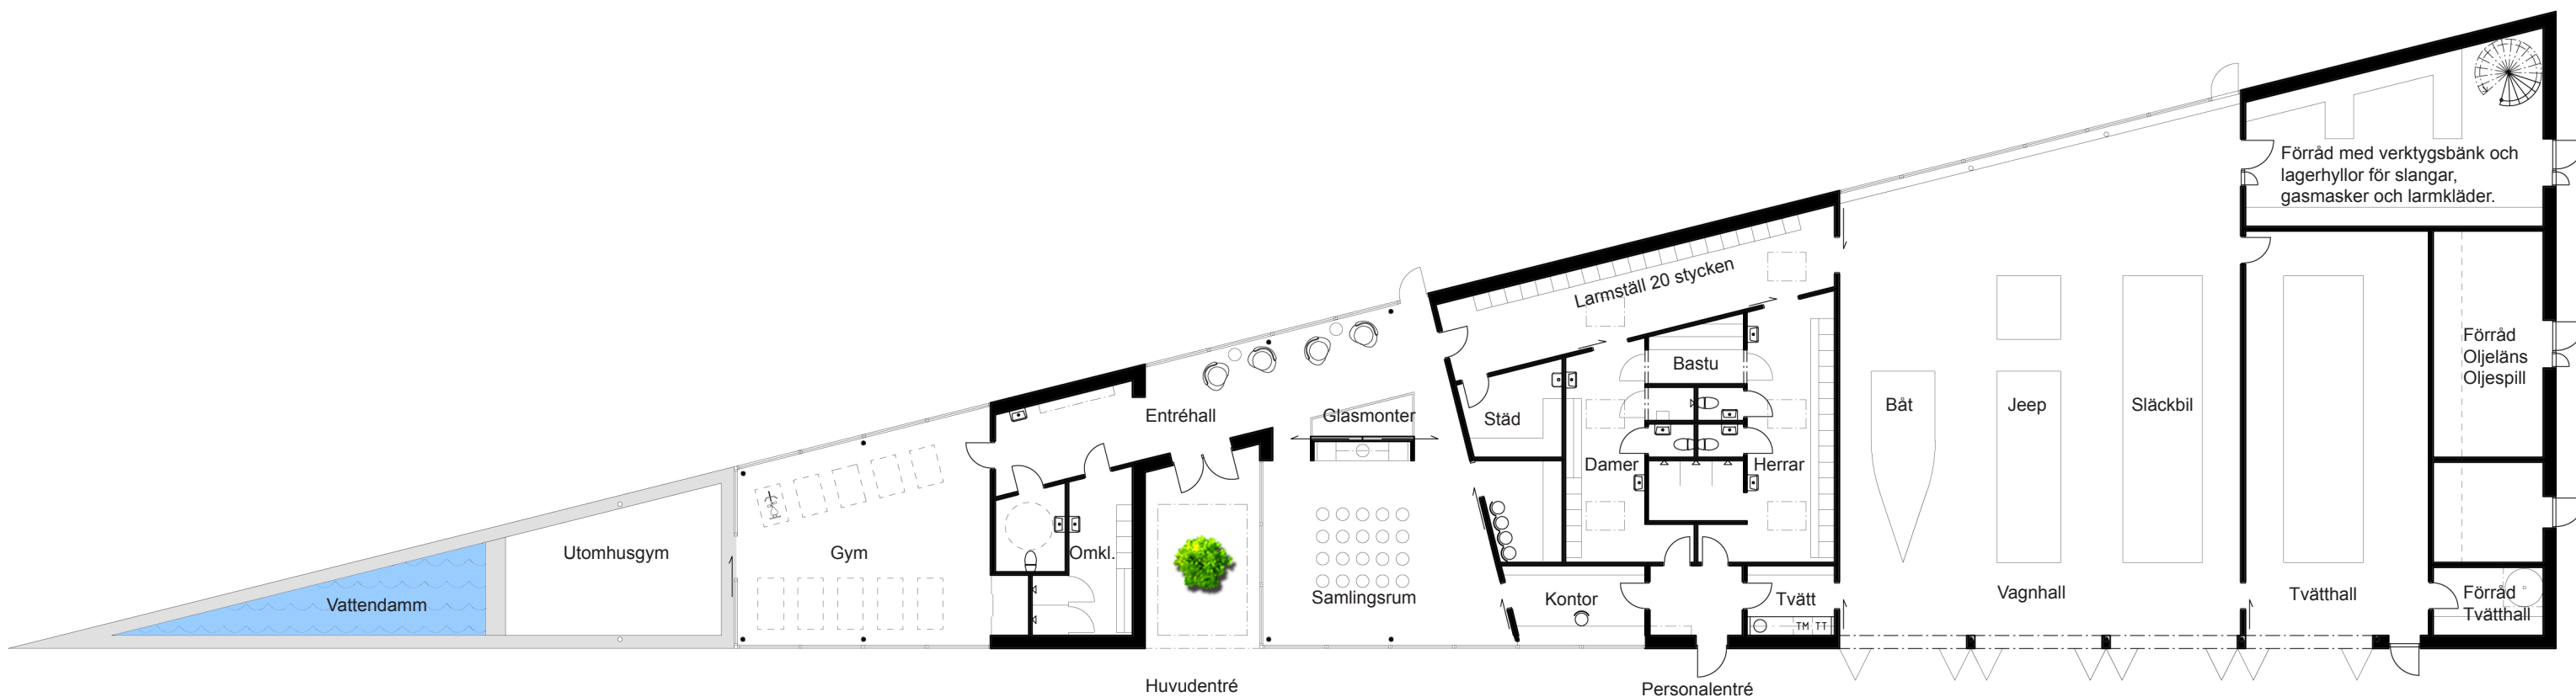 Förråd med verktygsbänk och
lagerhyllor för slangar,
gasmasker och larmkläder.
Larmställ 20 stycken
Förråd
Oljeläns
Oljespill
Bastu
Entréhall
Glasmonter
Städ
Båt
Jeep
Släckbil
Damer
Herrar
Utomhusgym
Gym
Omkl.
Vattendamm
Samlingsrum
Kontor
Tvätt
TM TT
Vagnhall
Tvätthall
Förråd
Tvätthall
Huvudentré
Personalentré